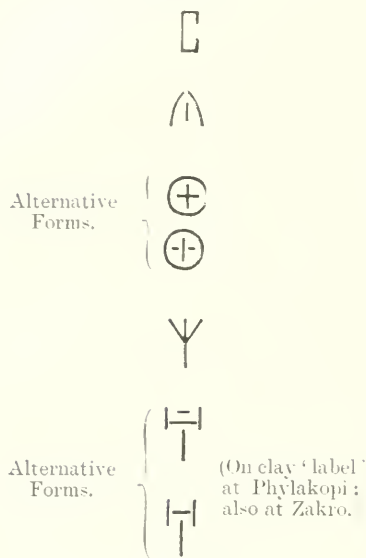 Alternative
Forms.
Alternative
Forms.
(On clay ‘label’
at Phylakopi :
also at Zakro.